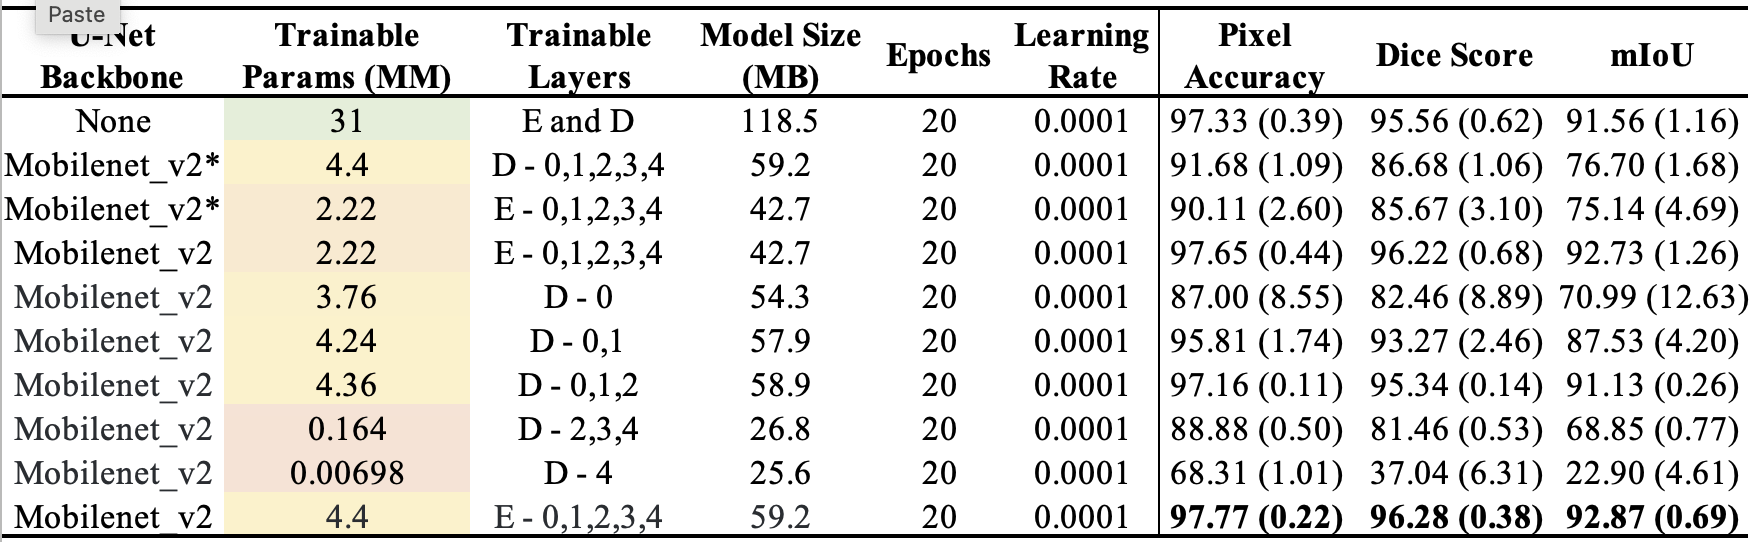 Paste
U-Net Backbone Trainable Params (MM) Trainable Layers Model Size (MB) Epochs Learning Rate Pixel Accuracy Dice Score mIoU
None 31 E and D 118.5 20 0.0001 97.33 (0.39) 95.56 (0.62) 91.56 (1.16)
Mobilenet_v2* 4.4 D - 0,1,2,3,4 59.2 20 0.0001 91.68 (1.09) 86.68 (1.06) 76.70 (1.68)
Mobilenet_v2* 2.22 E - 0,1,2,3,4 42.7 20 0.0001 90.11 (2.60) 85.67 (3.10) 75.14 (4.69)
Mobilenet_v2 2.22 E - 0,1,2,3,4 42.7 20 0.0001 97.65 (0.44) 96.22 (0.68) 92.73 (1.26)
Mobilenet_v2 3.76 D - 0 54.3 20 0.0001 87.00 (8.55) 82.46 (8.89) 70.99 (12.63)
Mobilenet_v2 4.24 D - 0,1 57.9 20 0.0001 95.81 (1.74) 93.27 (2.46) 87.53 (4.20)
Mobilenet_v2 4.36 D - 0,1,2 58.9 20 0.0001 97.16 (0.11) 95.34 (0.14) 91.13 (0.26)
Mobilenet_v2 0.164 D - 2,3,4 26.8 20 0.0001 88.88 (0.50) 81.46 (0.53) 68.85 (0.77)
Mobilenet_v2 0.00698 D - 4 25.6 20 0.0001 68.31 (1.01) 37.04 (6.31) 22.90 (4.61)
Mobilenet_v2 4.4 E - 0,1,2,3,4 59.2 20 0.0001 97.77 (0.22) 96.28 (0.38) 92.87 (0.69)